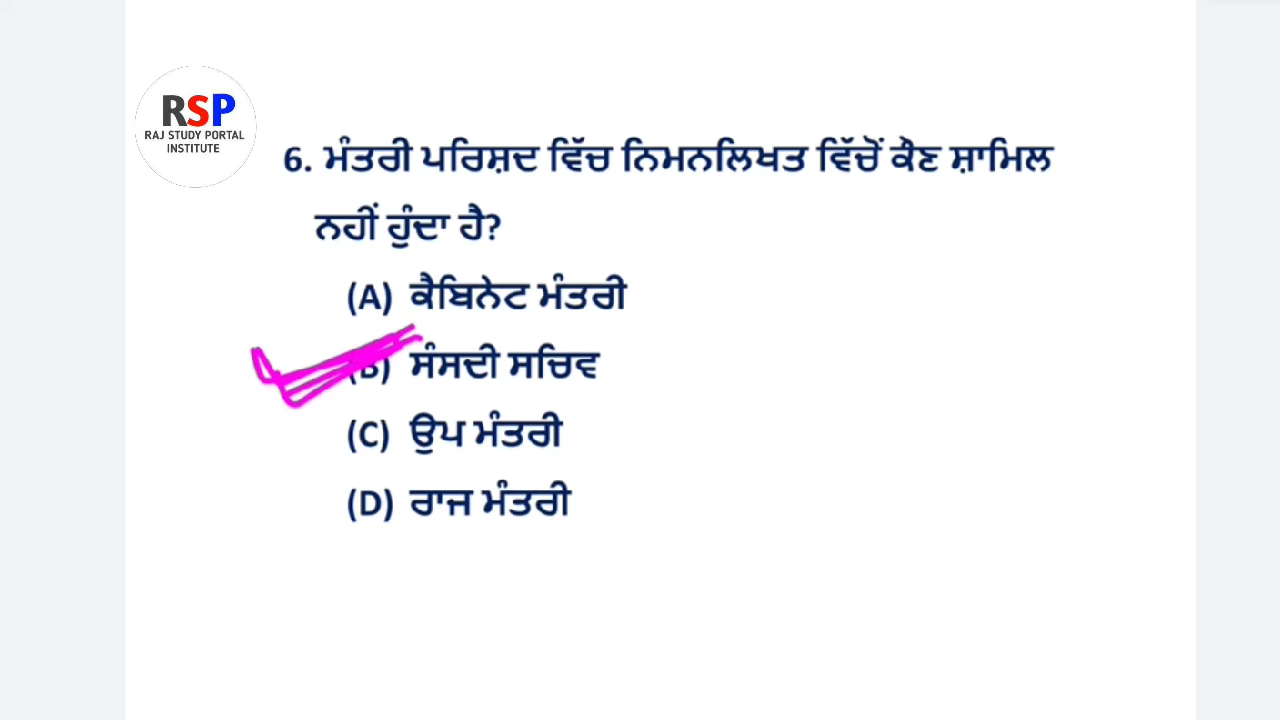 RSP
RAJ STUDY PORTAL
INSTITUTE
6. ਮੰਤਰੀ ਪਰਿਸ਼ਦ ਵਿੱਚ ਨਿਮਨਲਿਖਤ ਵਿੱਚੋਂ ਕੌਣ ਸ਼ਾਮਿਲ
ਨਹੀਂ ਹੁੰਦਾ ਹੈ?
(A) ਕੈਬਿਨੇਟ ਮੰਤਰੀ
(B) ਸੰਸਦੀ ਸਚਿਵ
(C) ਉਪ ਮੰਤਰੀ
(D) ਰਾਜ ਮੰਤਰੀ